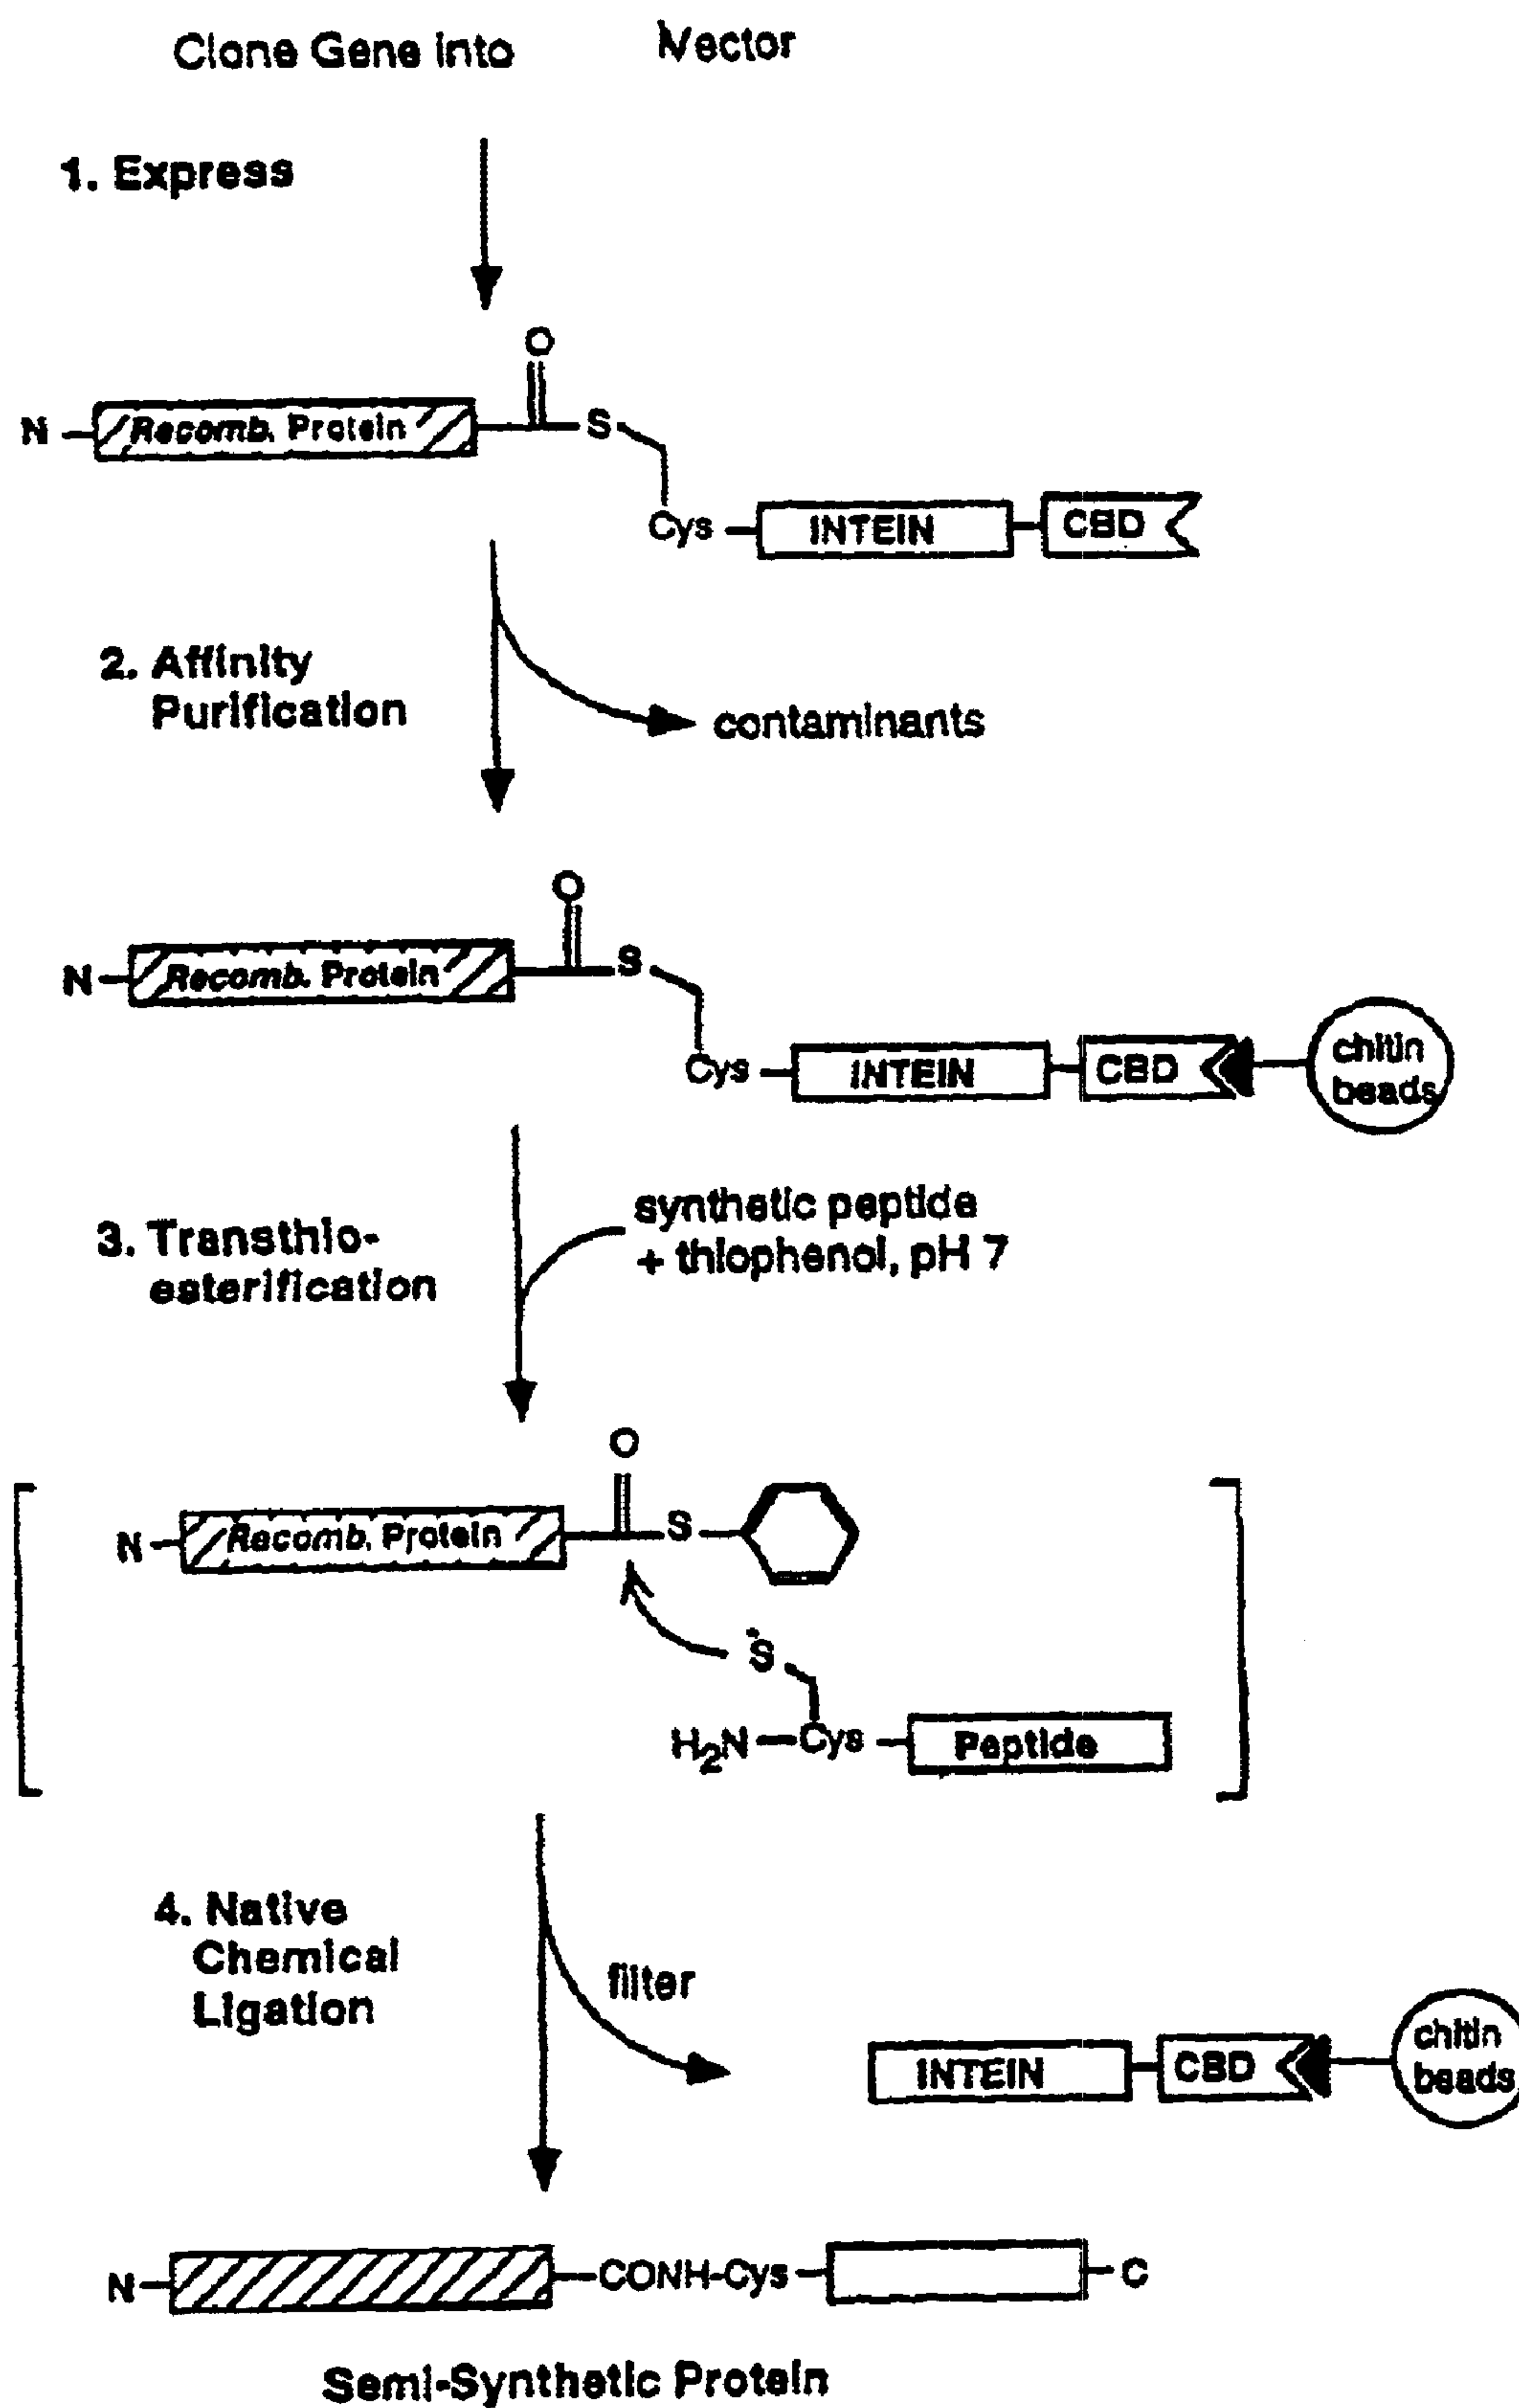 Clone Gene into Vector
1. Express
O
N Recomb. Protein S
Cys INTEIN CBD
2. Affinity
Purification
contaminants
O
N Recomb. Protein S
Cys INTEIN CBD chitin
beads
3. Transthio-
esterification
synthetic peptide
+ thiophenol, pH 7
O
N Recomb. Protein S
S
H2N Cys Peptide
4. Native
Chemical
Ligation
filter
INTEIN CBD chitin
beads
N CONH-Cys C
Semi-Synthetic Protein